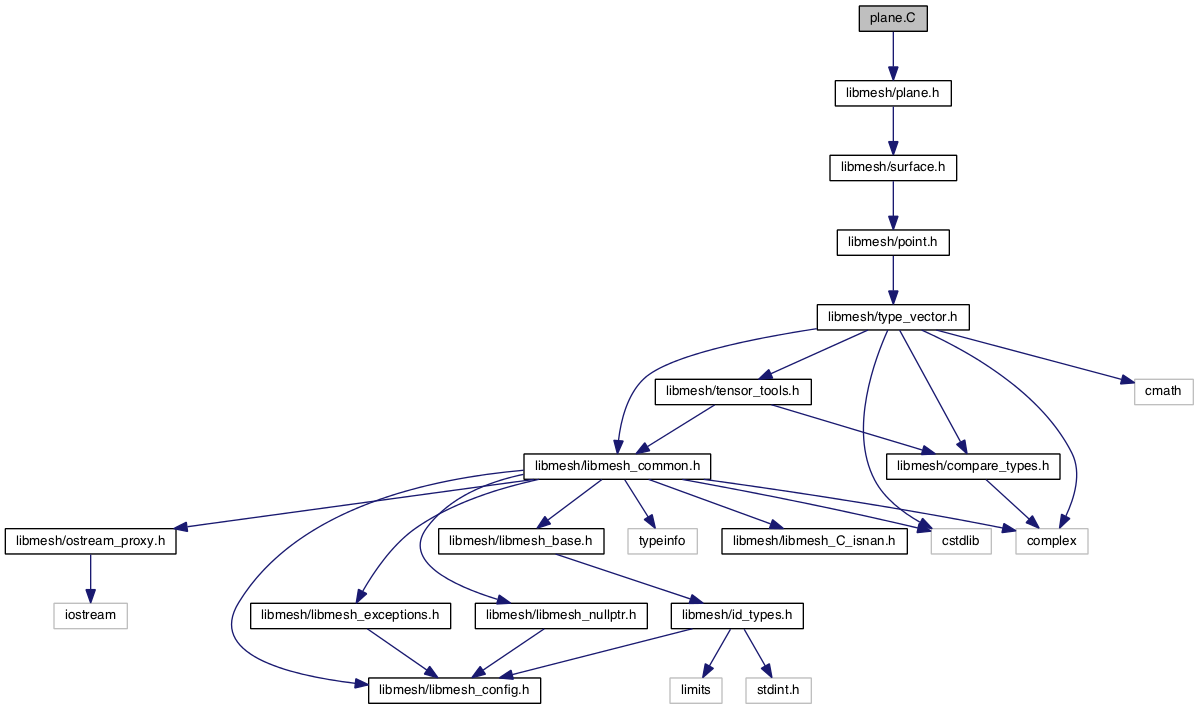 plane.C
libmesh/plane.h
libmesh/surface.h
libmesh/point.h
libmesh/type_vector.h
libmesh/tensor_tools.h
cmath
libmesh/libmesh_common.h
libmesh/compare_types.h
libmesh/ostream_proxy.h
libmesh/libmesh_base.h
typeinfo
libmesh/libmesh_C_isnan.h
cstdlib
complex
iostream
libmesh/libmesh_exceptions.h
libmesh/libmesh_nullptr.h
libmesh/id_types.h
libmesh/libmesh_config.h
limits
stdint.h